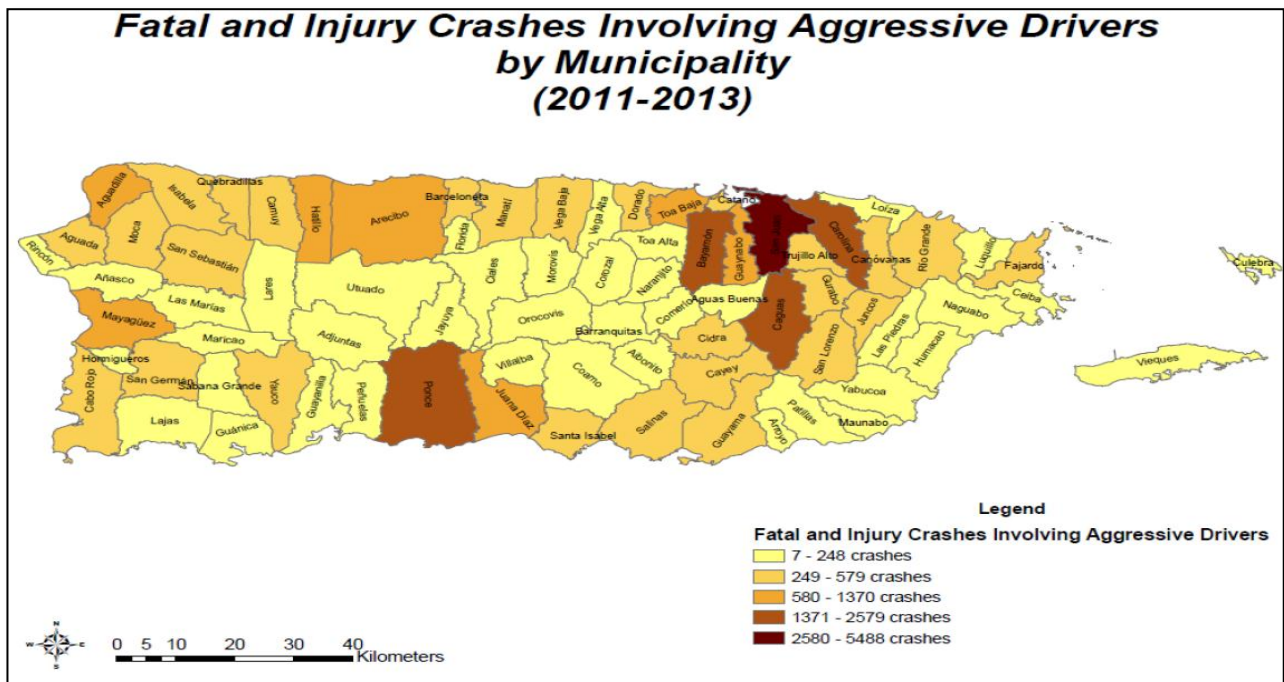 Fatal and Injury Crashes Involving Aggressive Drivers
by Municipality
(2011-2013)
Aguadilla
Isabela
Quebradillas
Camuy
Hatillo
Arecibo
Barceloneta
Florida
Manatí
Vega Baja
Vega Alta
Dorado
Toa Baja
Cataño
San Juan
Loíza
Rincón
Aguada
Moca
San Sebastián
Lares
Utuado
Ciales
Morovis
Corozal
Toa Alta
Naranjito
Bayamón
Guaynabo
Trujillo Alto
Carolina
Canóvanas
Río Grande
Luquillo
Fajardo
Culebra
Añasco
Las Marías
Mayagüez
Maricao
Adjuntas
Jayuya
Orocovis
Barranquitas
Comerío
Aguas Buenas
Caguas
Gurabo
Juncos
Las Piedras
Naguabo
Ceiba
Humacao
Vieques
Hormigueros
Cabo Rojo
San Germán
Sabana Grande
Yauco
Guayanilla
Peñuelas
Ponce
Villalba
Juana Díaz
Coamo
Aibonito
Cidra
Cayey
San Lorenzo
Yabucoa
Lajas
Guánica
Santa Isabel
Salinas
Guayama
Arroyo
Patillas
Maunabo
Legend
Fatal and Injury Crashes Involving Aggressive Drivers
7 - 248 crashes
249 - 579 crashes
580 - 1370 crashes
1371 - 2579 crashes
2580 - 5488 crashes
N
W E
S
0 5 10 20 30 40
Kilometers